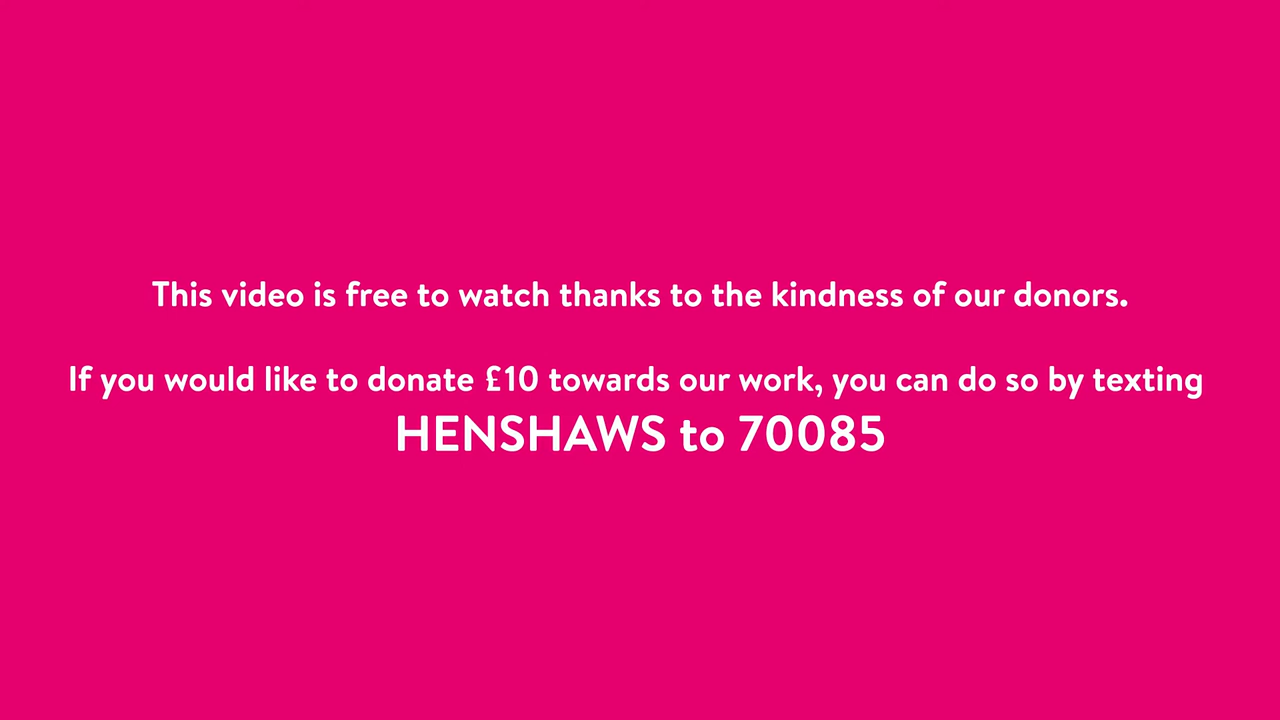 This video is free to watch thanks to the kindness of our donors.
If you would like to donate £10 towards our work, you can do so by texting
HENSHAWS to 70085